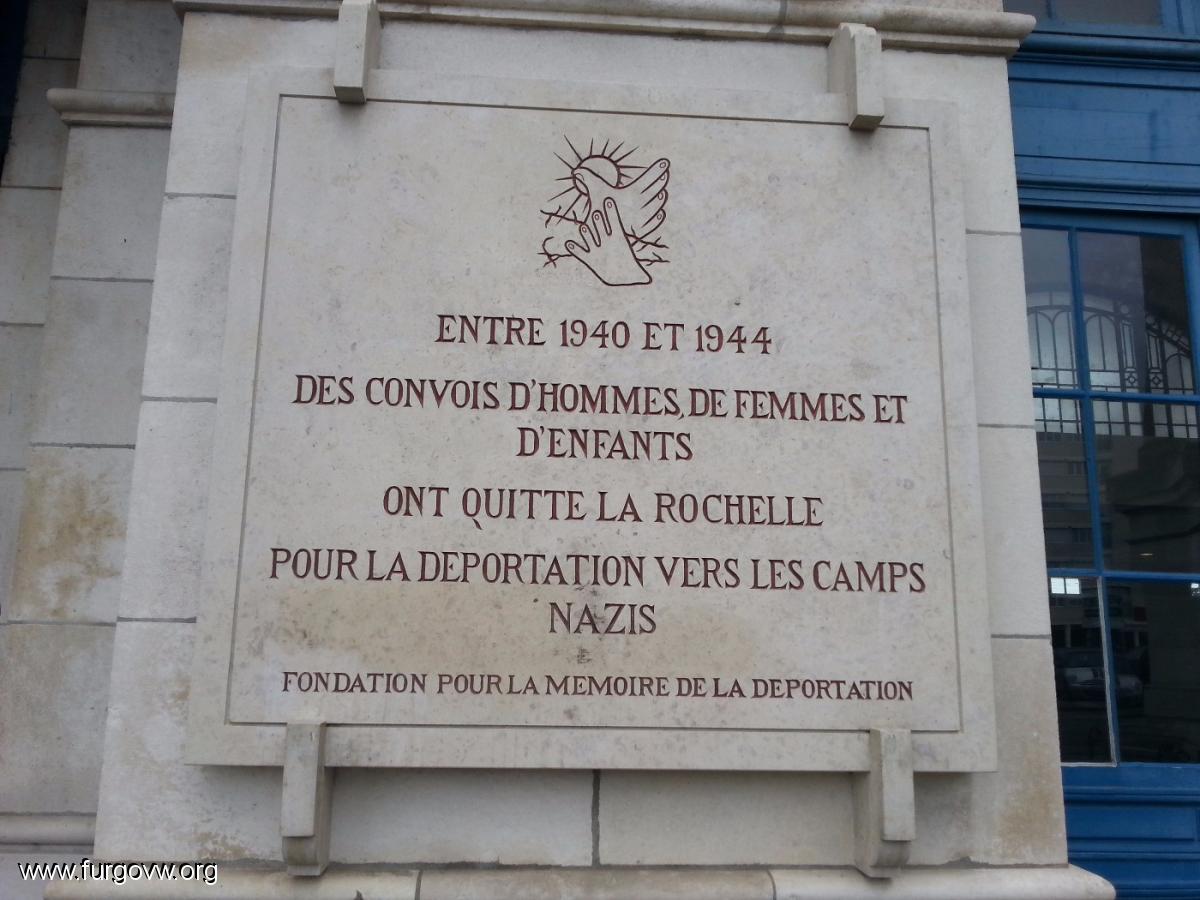 ENTRE 1940 ET 1944
DES CONVOIS D'HOMMES, DE FEMMES ET
D'ENFANTS
ONT QUITTE LA ROCHELLE
POUR LA DEPORTATION VERS LES CAMPS
NAZIS
FONDATION POUR LA MEMOIRE DE LA DEPORTATION
www.furgovw.org